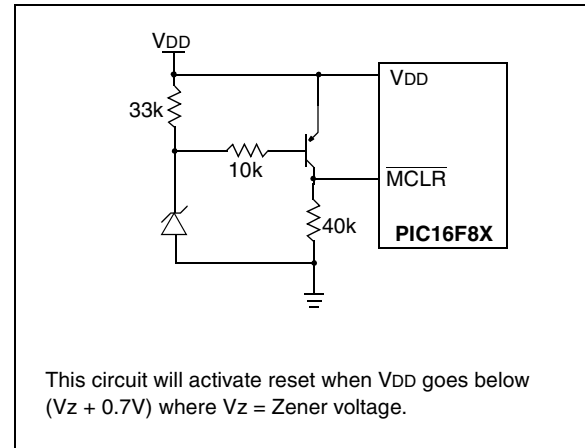 VDD
VDD
33k
10k
MCLR
40k
PIC16F8X
This circuit will activate reset when VDD goes below
(Vz + 0.7V) where Vz = Zener voltage.